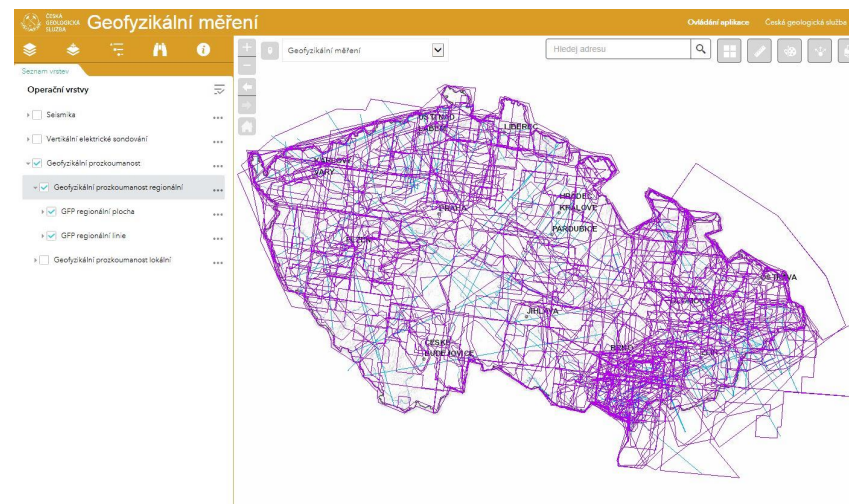 ČESKÁ
GEOLOGICKÁ
SLUŽBA
Geofyzikální měření
Ovládání aplikace
Česká geologická služba
Seznam vrstev
Operační vrstvy
Seismika
Vertikální elektrické sondování
Geofyzikální prozkoumanost
Geofyzikální prozkoumanost regionální
GFP regionální plocha
GFP regionální linie
Geofyzikální prozkoumanost lokální
Geofyzikální měření
Hledej adresu
ÚSTÍ NAD
LABEM
LIBEREC
KARLOVY
VARY
HRADEC
KRÁLOVÉ
PRAHA
PARDUBICE
PLZEŇ
OSTRAVA
OLOMOUC
JIHLAVA
ČESKÉ
BUDĚJOVICE
BRNO
ZLÍN